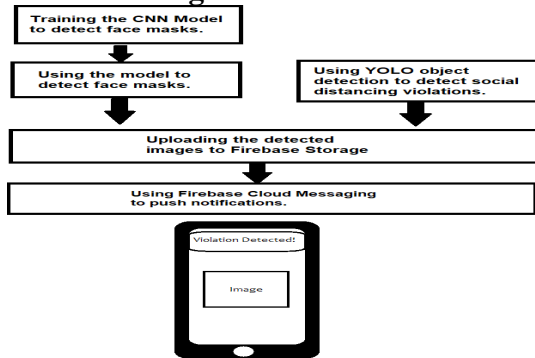 Training the CNN Model
to detect face masks.
Using the model to
detect face masks.
Using YOLO object
detection to detect social
distancing violations.
Uploading the detected
images to Firebase Storage
Using Firebase Cloud Messaging
to push notifications.
Violation Detected!
Image